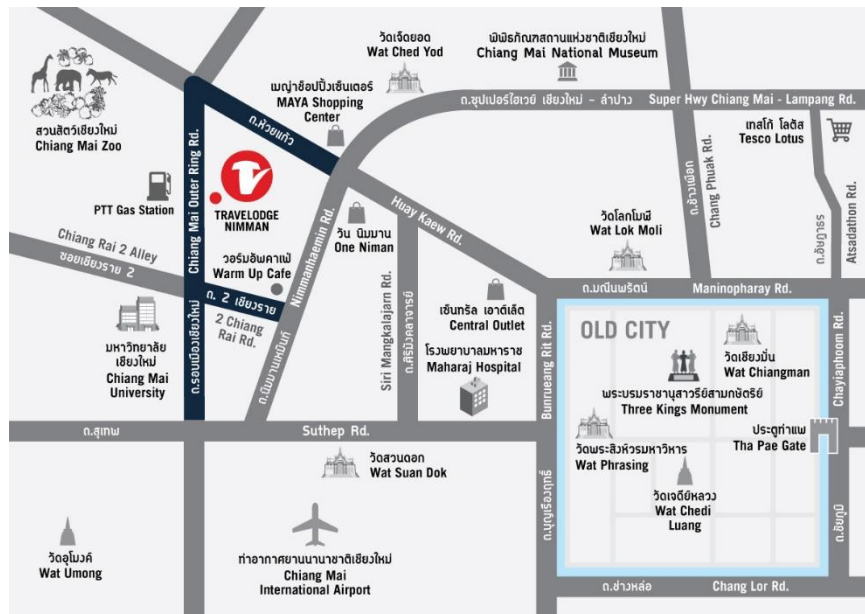 วัดเจ็ดยอด
Wat Ched Yod
พิพิธภัณฑสถานแห่งชาติเชียงใหม่
Chiang Mai National Museum
เมญ่าช้อปปิ้งเซ็นเตอร์
MAYA Shopping
Center
ถ.ซุปเปอร์ไฮเวย์ เชียงใหม่ - ลำปาง
Super Hwy Chiang Mai - Lampang Rd.
สวนสัตว์เชียงใหม่
Chiang Mai Zoo
ถ.ห้วยแก้ว
เทสโก้ โลตัส
Tesco Lotus
PTT Gas Station
Chiang Mai Outer Ring Rd.
TRAVELODGE
NIMMAN
ถ.ช้างเผือก
Chang Phuak Rd.
ถ.อัษฎาธร
Atsadathon Rd.
Huay Kaew Rd.
วัดโลกโมฬี
Wat Lok Moli
วัน นิมมาน
One Niman
Chiang Rai 2 Alley
ซอยเชียงราย 2
วอร์มอัพคาเฟ่
Warm Up Cafe
Nimmanhaemin Rd.
ถ.นิมมานเหมินท์
ถ. 2 เชียงราย
2 Chiang
Rai Rd.
Siri Mangkalajarn Rd.
ถ.ศิริมังคลาจารย์
เซ็นทรัล เอาต์เล็ต
Central Outlet
ถ.มณีนพรัตน์
Maninopharay Rd.
มหาวิทยาลัย
เชียงใหม่
Chiang Mai
University
ถ.รอบเมืองเชียงใหม่
โรงพยาบาลมหาราช
Maharaj Hospital
Bunrueang Rit Rd.
ถ.บุญเรืองฤทธิ์
OLD CITY
วัดเชียงมั่น
Wat Chiangman
พระบรมราชานุสาวรีย์สามกษัตริย์
Three Kings Monument
Chayiaphoom Rd.
ถ.ชัยภูมิ
ประตูท่าแพ
Tha Pae Gate
ถ.สุเทพ
Suthep Rd.
วัดสวนดอก
Wat Suan Dok
วัดพระสิงห์วรมหาวิหาร
Wat Phrasing
วัดเจดีย์หลวง
Wat Chedi
Luang
วัดอุโมงค์
Wat Umong
ท่าอากาศยานนานาชาติเชียงใหม่
Chiang Mai
International Airport
ถ.ช่างหล่อ
Chang Lor Rd.